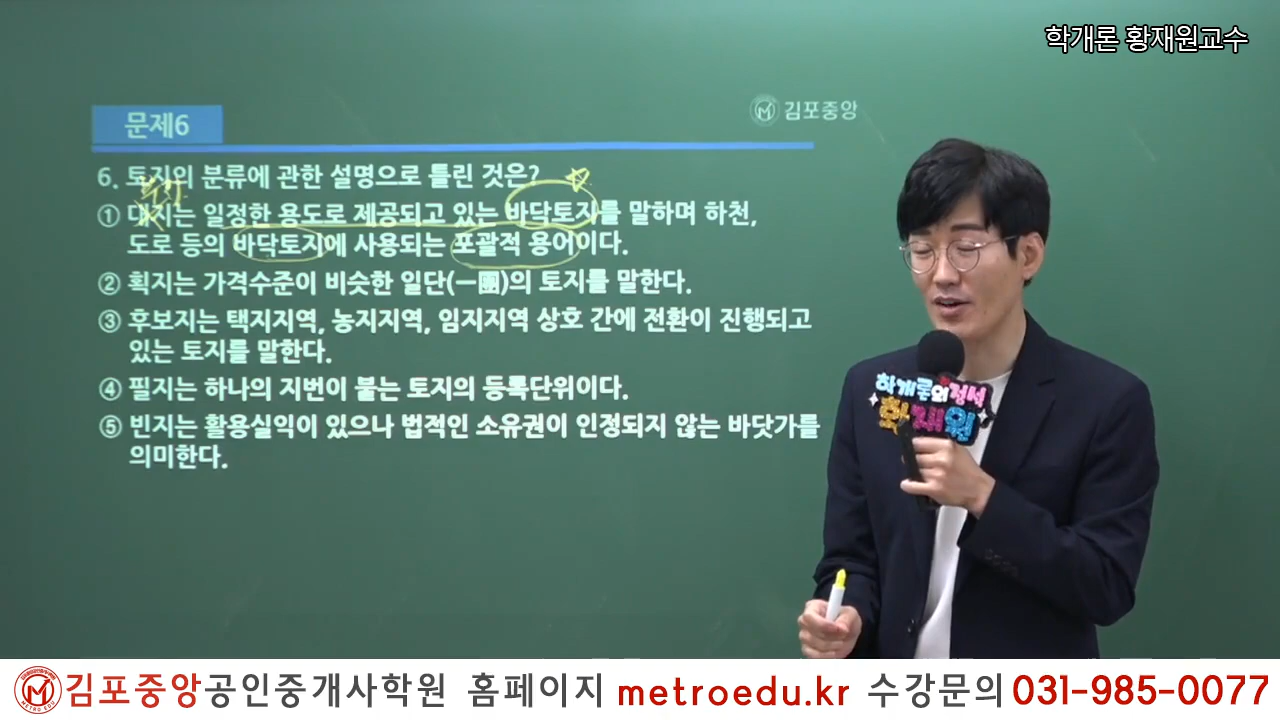 학개론 황재원교수
김포중앙
문제6
6. 토지의 분류에 관한 설명으로 틀린 것은?
① 대지는 일정한 용도로 제공되고 있는 바닥토지를 말하며 하천,
도로 등의 바닥토지에 사용되는 포괄적 용어이다.
② 획지는 가격수준이 비슷한 일단(一團)의 토지를 말한다.
③ 후보지는 택지지역, 농지지역, 임지지역 상호 간에 전환이 진행되고
있는 토지를 말한다.
④ 필지는 하나의 지번이 붙는 토지의 등록단위이다.
⑤ 빈지는 활용실익이 있으나 법적인 소유권이 인정되지 않는 바닷가를
의미한다.
학개론의정석
황재원
김포중앙공인중개사학원 홈페이지 metroedu.kr 수강문의 031-985-0077